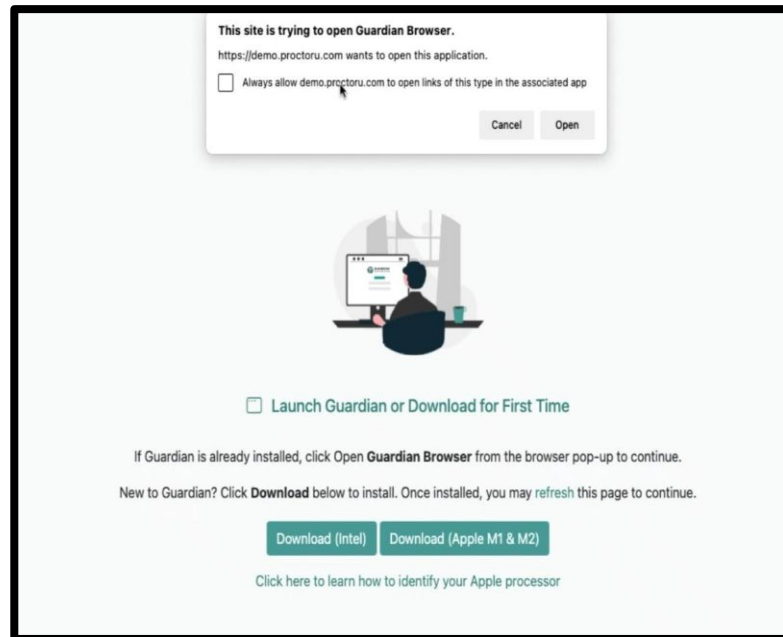 This site is trying to open Guardian Browser.
https://demo.proctoru.com wants to open this application.
Always allow demo.proctoru.com to open links of this type in the associated app
Cancel Open
Launch Guardian or Download for First Time
If Guardian is already installed, click Open Guardian Browser from the browser pop-up to continue.
New to Guardian? Click Download below to install. Once installed, you may refresh this page to continue.
Download (Intel) Download (Apple M1 & M2)
Click here to learn how to identify your Apple processor